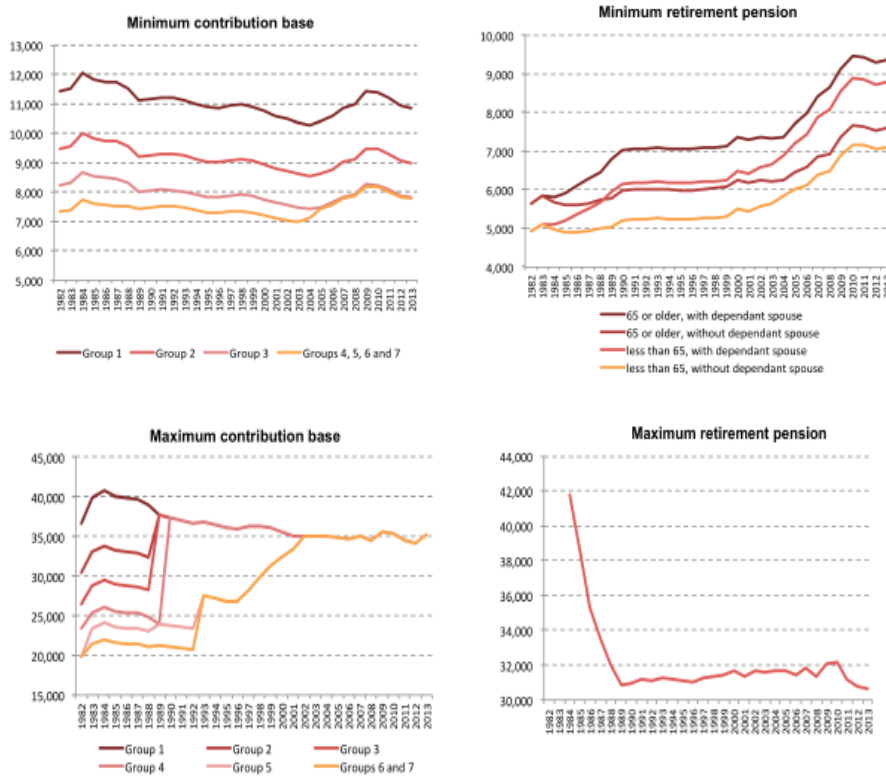 Minimum contribution base
13,000
12,000
11,000
10,000
9,000
8,000
7,000
6,000
5,000
1982 1983 1984 1985 1986 1987 1988 1989 1990 1991 1992 1993 1994 1995 1996 1997 1998 1999 2000 2001 2002 2003 2004 2005 2006 2007 2008 2009 2010 2011 2012 2013
Group 1 Group 2 Group 3 Groups 4, 5, 6 and 7
Minimum retirement pension
10,000
9,000
8,000
7,000
6,000
5,000
4,000
1982 1983 1984 1985 1986 1987 1988 1989 1990 1991 1992 1993 1994 1995 1996 1997 1998 1999 2000 2001 2002 2003 2004 2005 2006 2007 2008 2009 2010 2011 2012
65 or older, with dependant spouse
65 or older, without dependant spouse
less than 65, with dependant spouse
less than 65, without dependant spouse
Maximum contribution base
45,000
40,000
35,000
30,000
25,000
20,000
15,000
1982 1983 1984 1985 1986 1987 1988 1989 1990 1991 1992 1993 1994 1995 1996 1997 1998 1999 2000 2001 2002 2003 2004 2005 2006 2007 2008 2009 2010 2011 2012 2013
Group 1 Group 2 Group 3
Group 4 Group 5 Groups 6 and 7
Maximum retirement pension
44,000
42,000
40,000
38,000
36,000
34,000
32,000
30,000
1982 1983 1984 1985 1986 1987 1988 1989 1990 1991 1992 1993 1994 1995 1996 1997 1998 1999 2000 2001 2002 2003 2004 2005 2006 2007 2008 2009 2010 2011 2012 2013